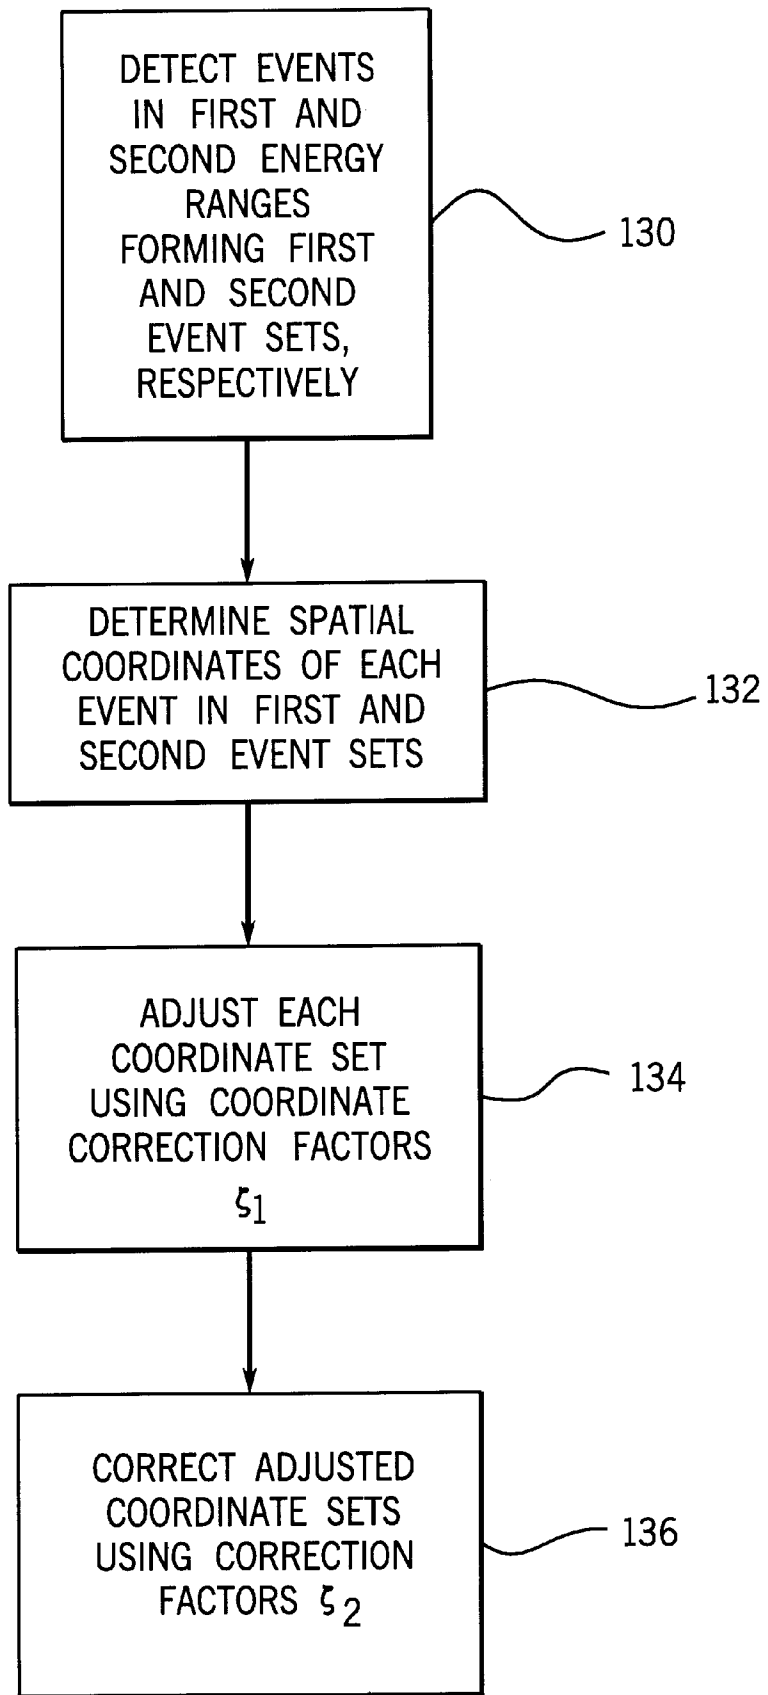 DETECT EVENTS
IN FIRST AND
SECOND ENERGY
RANGES
FORMING FIRST
AND SECOND
EVENT SETS,
RESPECTIVELY
130
DETERMINE SPATIAL
COORDINATES OF EACH
EVENT IN FIRST AND
SECOND EVENT SETS
132
ADJUST EACH
COORDINATE SET
USING COORDINATE
CORRECTION FACTORS
ζ1
134
CORRECT ADJUSTED
COORDINATE SETS
USING CORRECTION
FACTORS ζ2
136